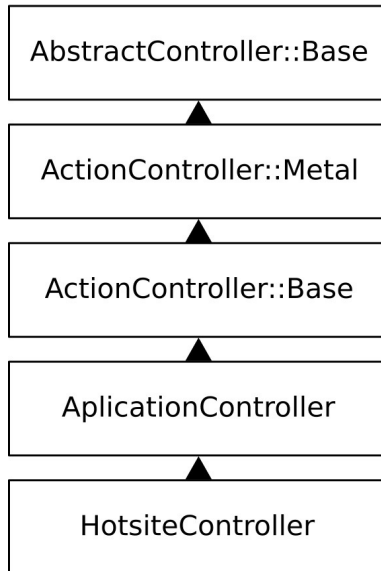 AbstractController::Base
ActionController::Metal
ActionController::Base
AplicationController
HotsiteController